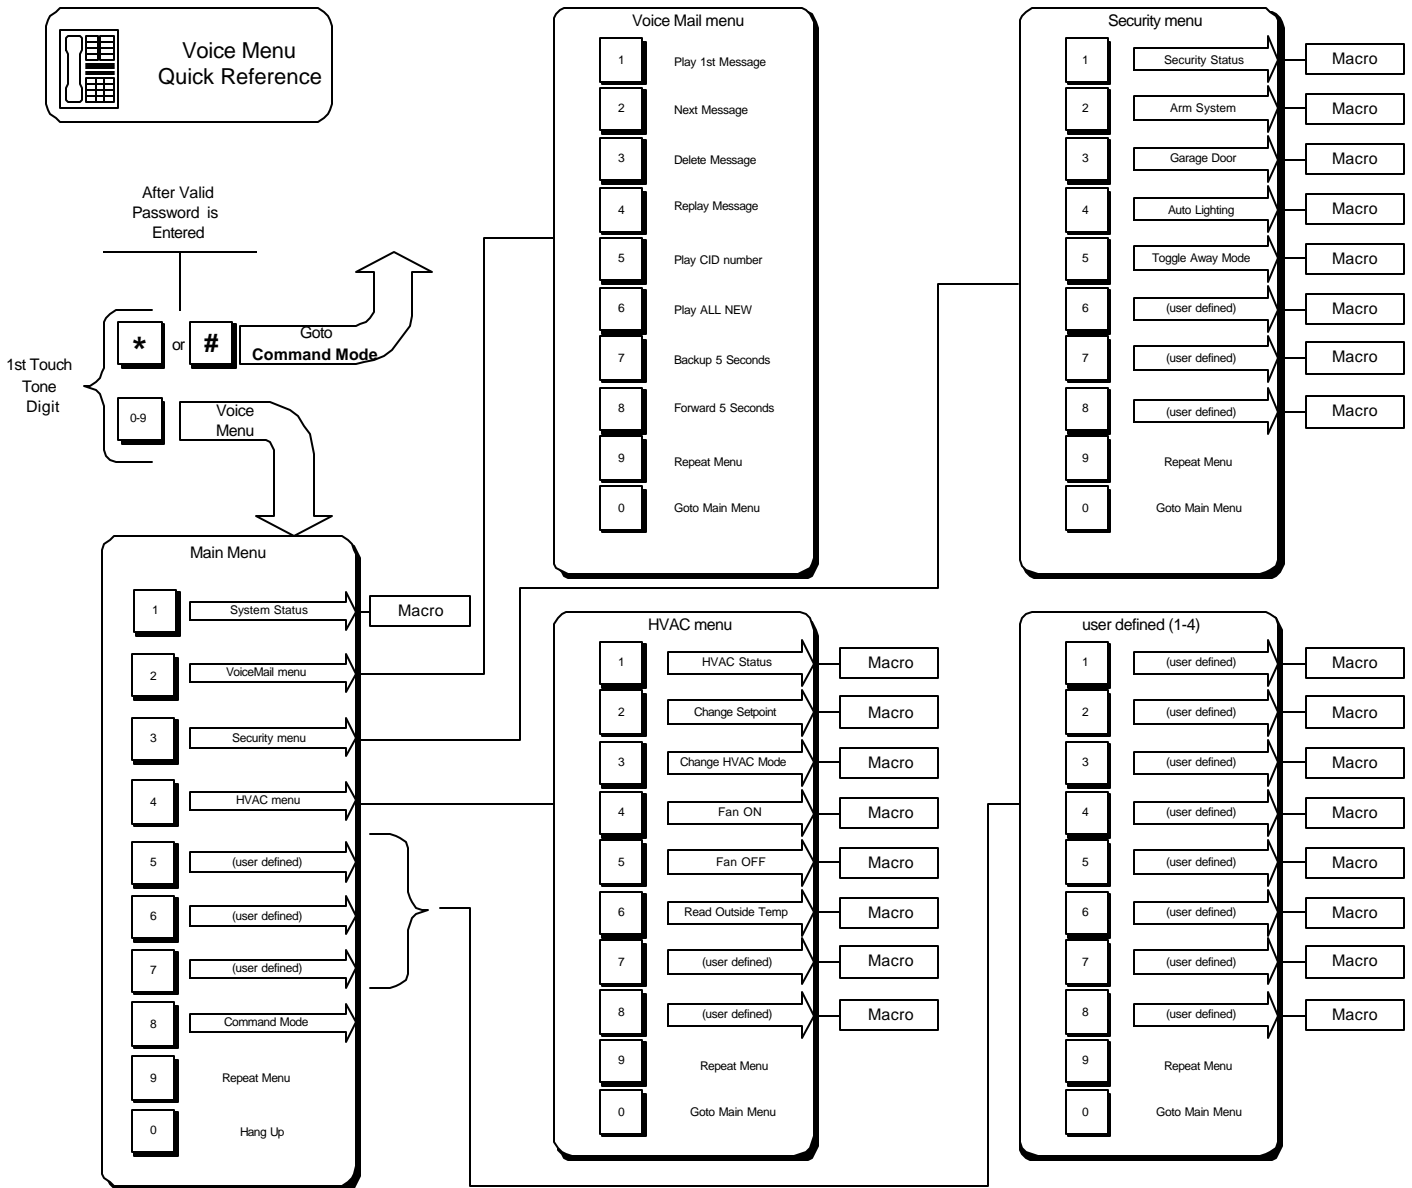 Voice Menu
Quick Reference
After Valid
Password is
Entered
1st Touch
Tone
Digit
*
or
#
Goto
Command Mode
0-9
Voice
Menu
Main Menu
1 System Status Macro
2 VoiceMail menu
3 Security menu
4 HVAC menu
5 (user defined)
6 (user defined)
7 (user defined)
8 Command Mode
9 Repeat Menu
0 Hang Up
Voice Mail menu
1 Play 1st Message
2 Next Message
3 Delete Message
4 Replay Message
5 Play CID number
6 Play ALL NEW
7 Backup 5 Seconds
8 Forward 5 Seconds
9 Repeat Menu
0 Goto Main Menu
Security menu
1 Security Status Macro
2 Arm System Macro
3 Garage Door Macro
4 Auto Lighting Macro
5 Toggle Away Mode Macro
6 (user defined) Macro
7 (user defined) Macro
8 (user defined) Macro
9 Repeat Menu
0 Goto Main Menu
HVAC menu
1 HVAC Status Macro
2 Change Setpoint Macro
3 Change HVAC Mode Macro
4 Fan ON Macro
5 Fan OFF Macro
6 Read Outside Temp Macro
7 (user defined) Macro
8 (user defined) Macro
9 Repeat Menu
0 Goto Main Menu
user defined (1-4)
1 (user defined) Macro
2 (user defined) Macro
3 (user defined) Macro
4 (user defined) Macro
5 (user defined) Macro
6 (user defined) Macro
7 (user defined) Macro
8 (user defined) Macro
9 Repeat Menu
0 Goto Main Menu